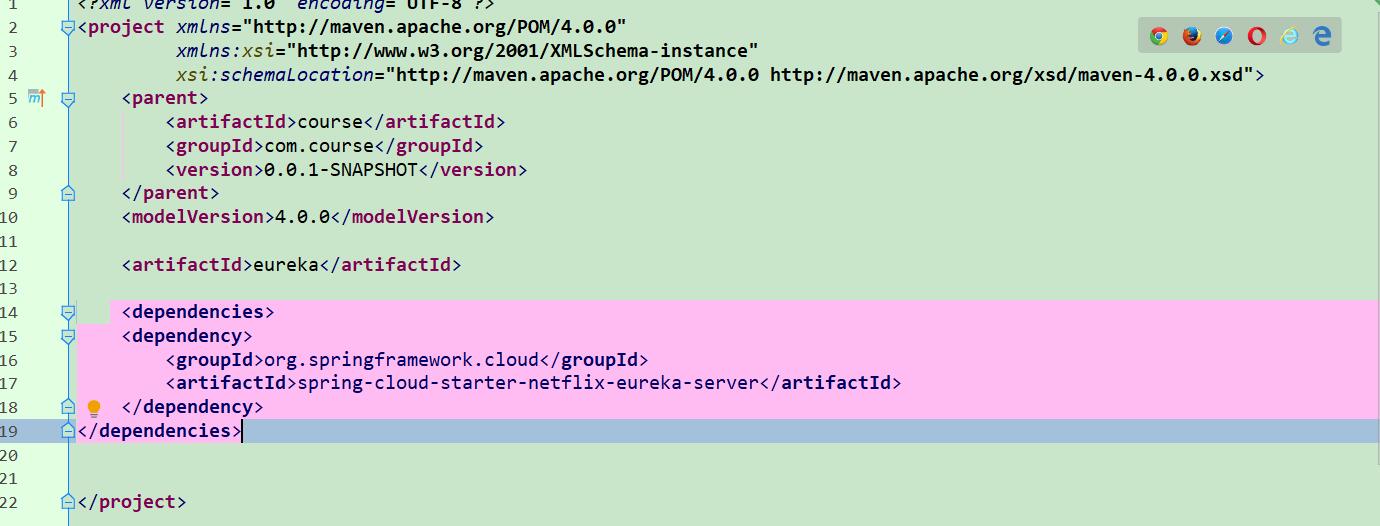 1 <?xml version="1.0" encoding="UTF-8"?>
2 <project xmlns="http://maven.apache.org/POM/4.0.0"
3          xmlns:xsi="http://www.w3.org/2001/XMLSchema-instance"
4          xsi:schemaLocation="http://maven.apache.org/POM/4.0.0 http://maven.apache.org/xsd/maven-4.0.0.xsd">
5     <parent>
6         <artifactId>course</artifactId>
7         <groupId>com.course</groupId>
8         <version>0.0.1-SNAPSHOT</version>
9     </parent>
10     <modelVersion>4.0.0</modelVersion>
11
12     <artifactId>eureka</artifactId>
13
14     <dependencies>
15     <dependency>
16         <groupId>org.springframework.cloud</groupId>
17         <artifactId>spring-cloud-starter-netflix-eureka-server</artifactId>
18     </dependency>
19 </dependencies>
20
21
22 </project>